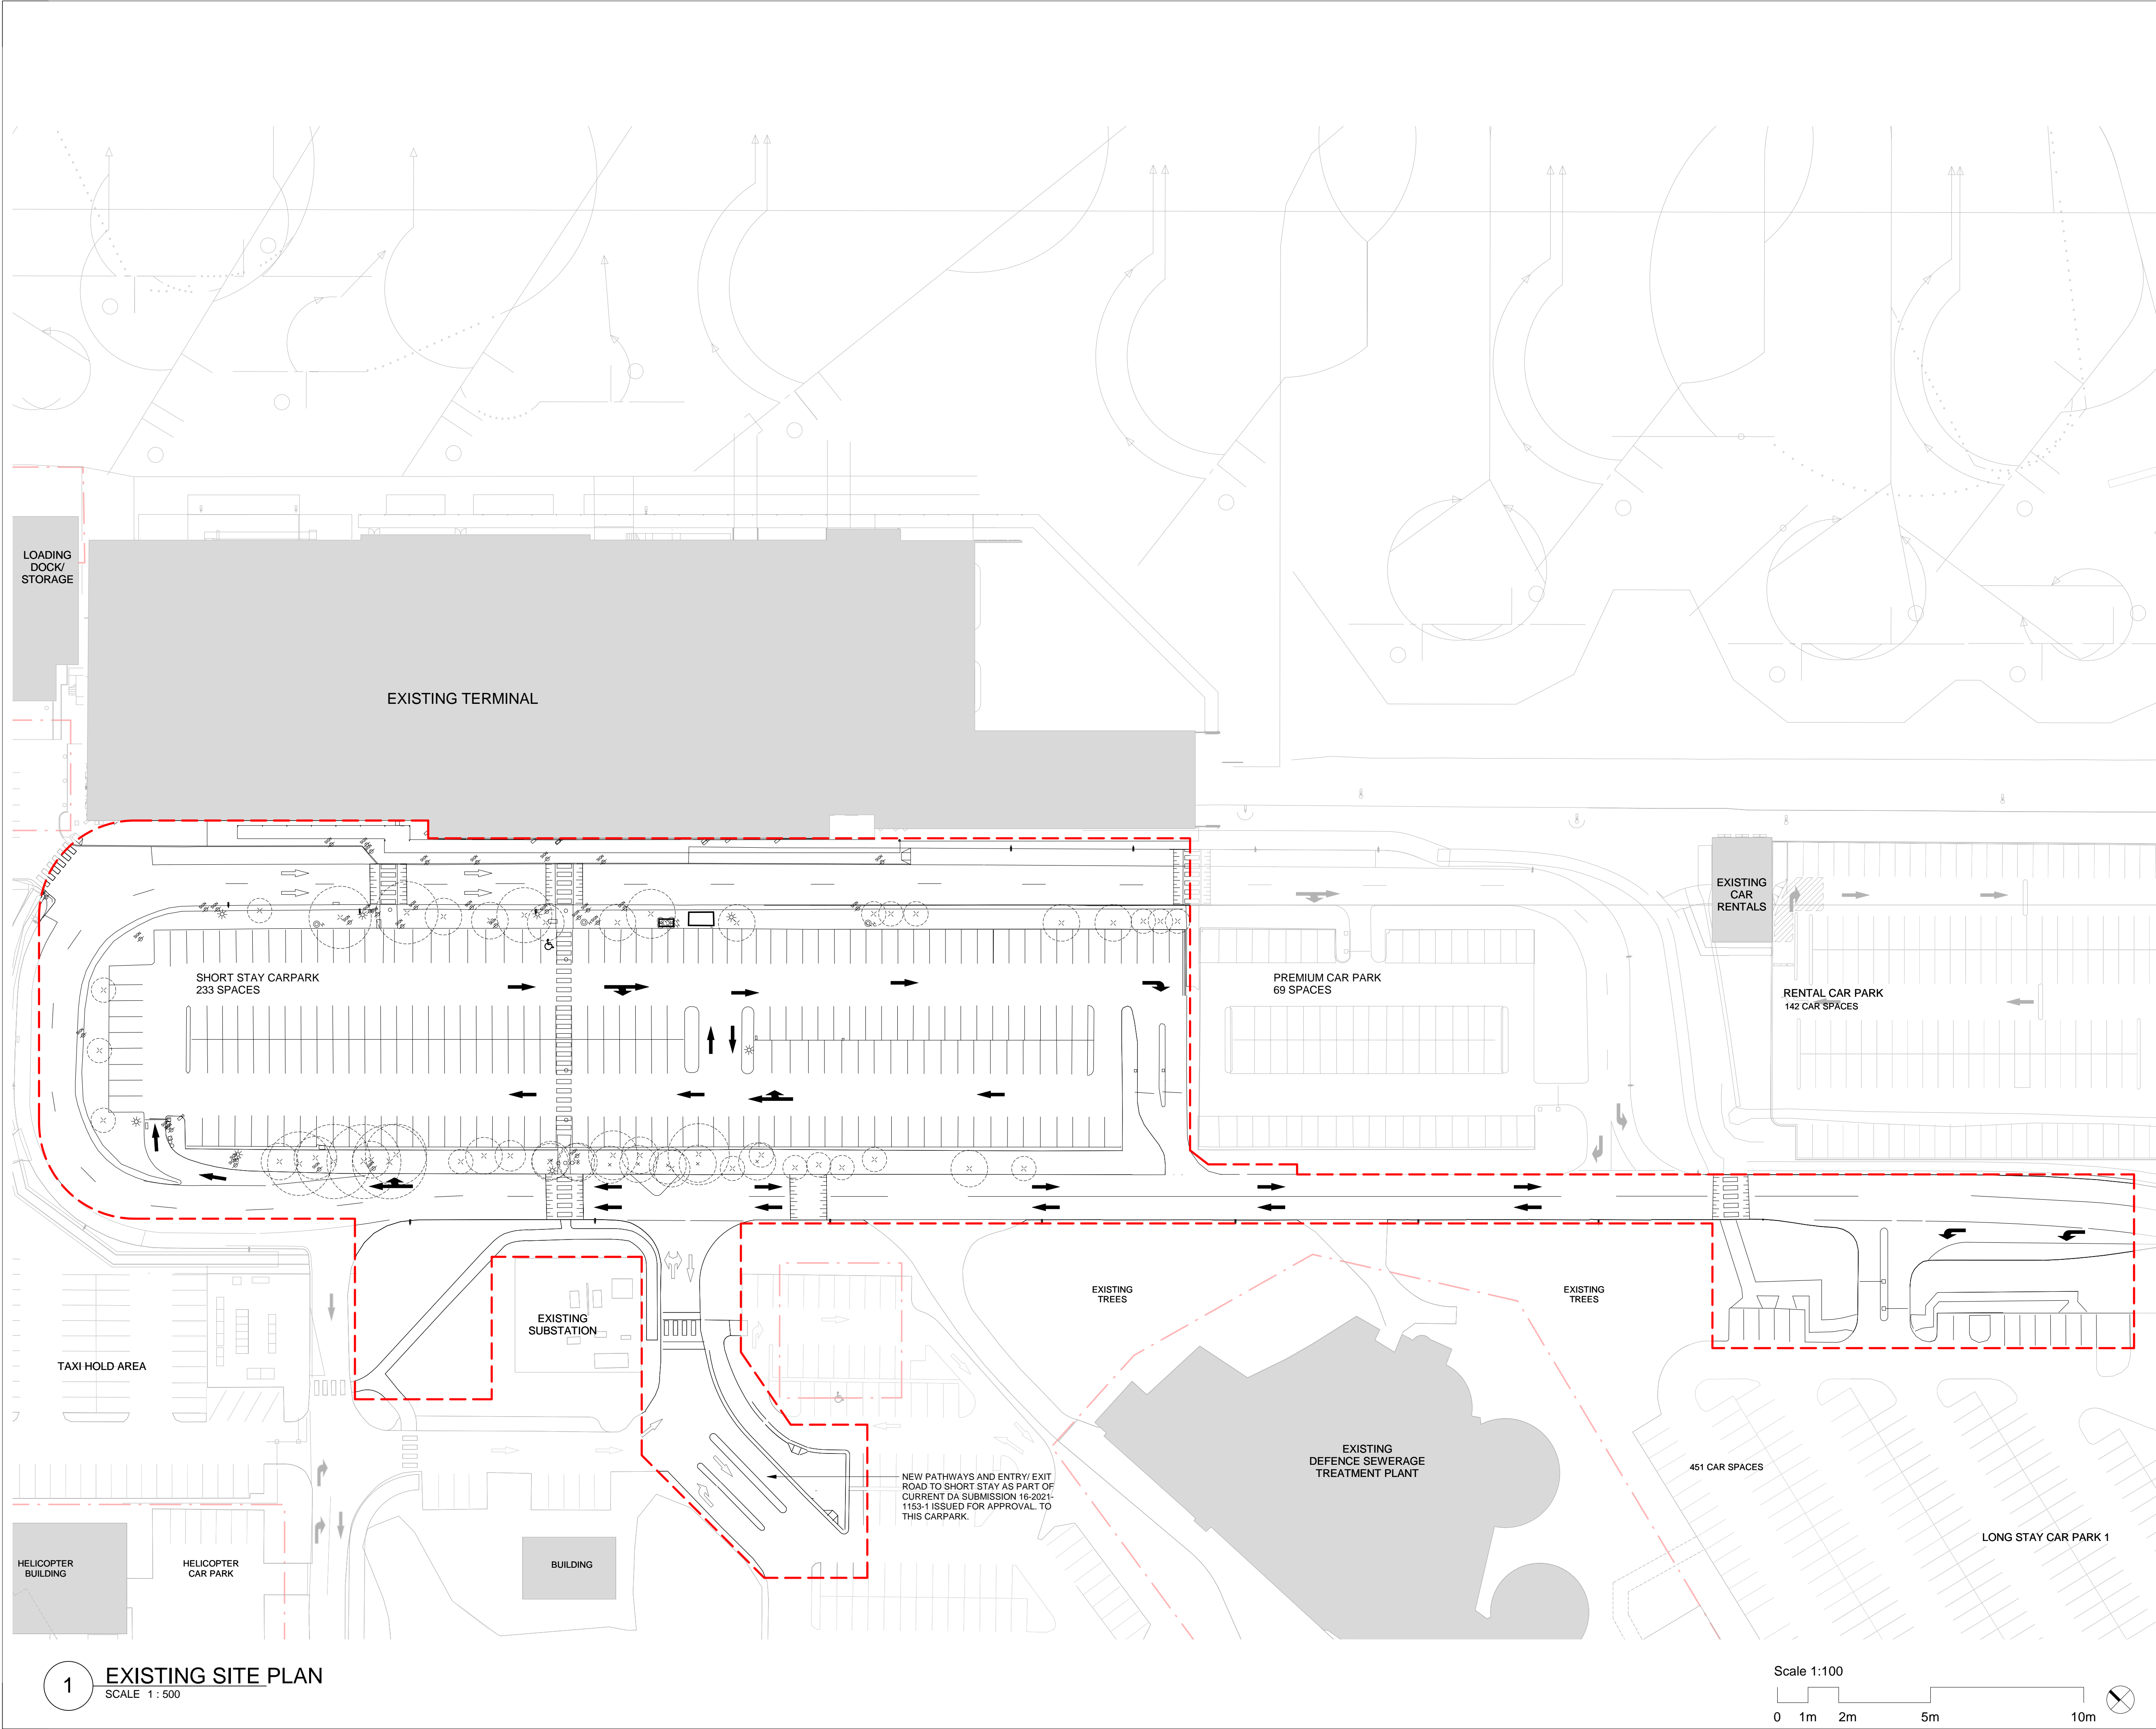 LOADING
DOCK/
STORAGE
EXISTING TERMINAL
EXISTING
CAR
RENTALS
SHORT STAY CARPARK
233 SPACES
PREMIUM CAR PARK
69 SPACES
RENTAL CAR PARK
142 CAR SPACES
EXISTING
TREES
EXISTING
TREES
EXISTING
SUBSTATION
TAXI HOLD AREA
EXISTING
DEFENCE SEWERAGE
TREATMENT PLANT
451 CAR SPACES
NEW PATHWAYS AND ENTRY/ EXIT
ROAD TO SHORT STAY AS PART OF
CURRENT DA SUBMISSION 16-2021-
1153-1 ISSUED FOR APPROVAL. TO
THIS CARPARK.
LONG STAY CAR PARK 1
HELICOPTER
BUILDING
HELICOPTER
CAR PARK
BUILDING
1
EXISTING SITE PLAN
SCALE 1 : 500
Scale 1:100
0 1m 2m 5m 10m